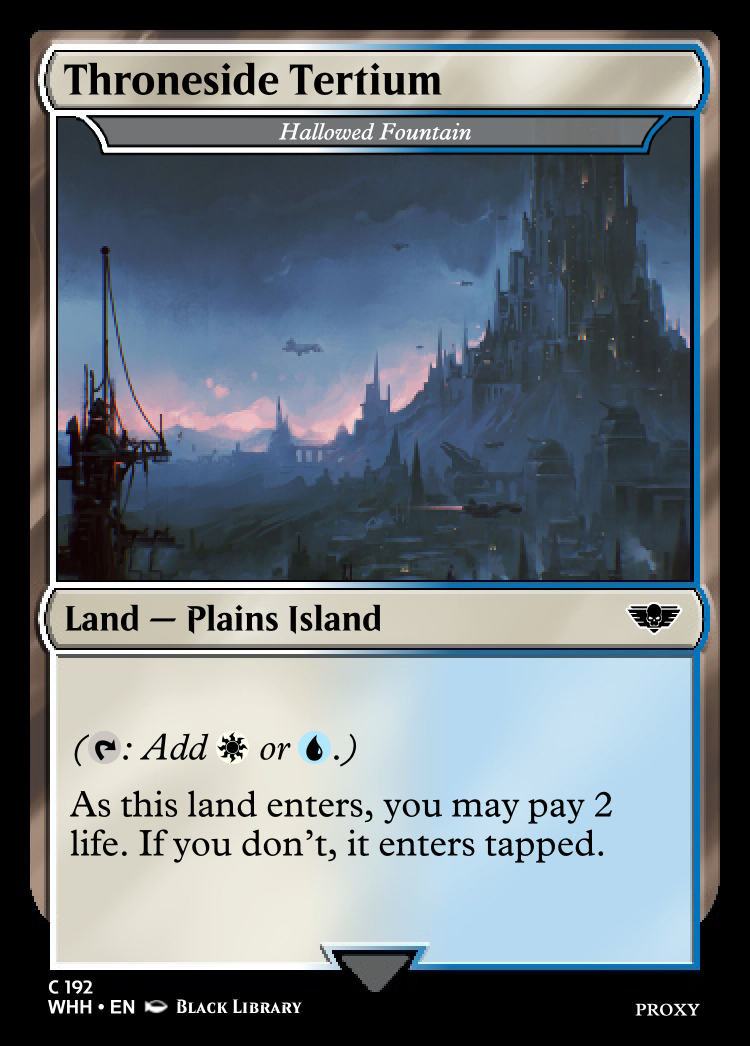 Throneside Tertium
Hallowed Fountain
Land — Plains Island
(: Add or .)
As this land enters, you may pay 2
life. If you don't, it enters tapped.
C 192
WHH • EN BLACK LIBRARY
PROXY